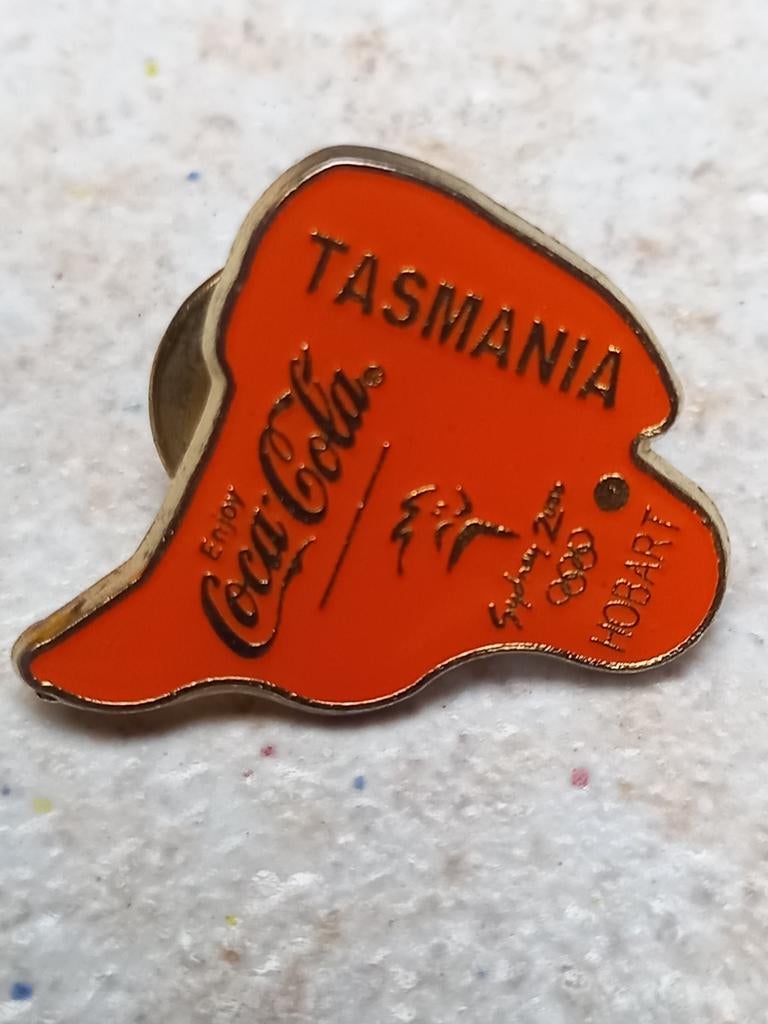 TASMANIA
Enjoy
Coca-Cola®
Sydney 2000
HOBART